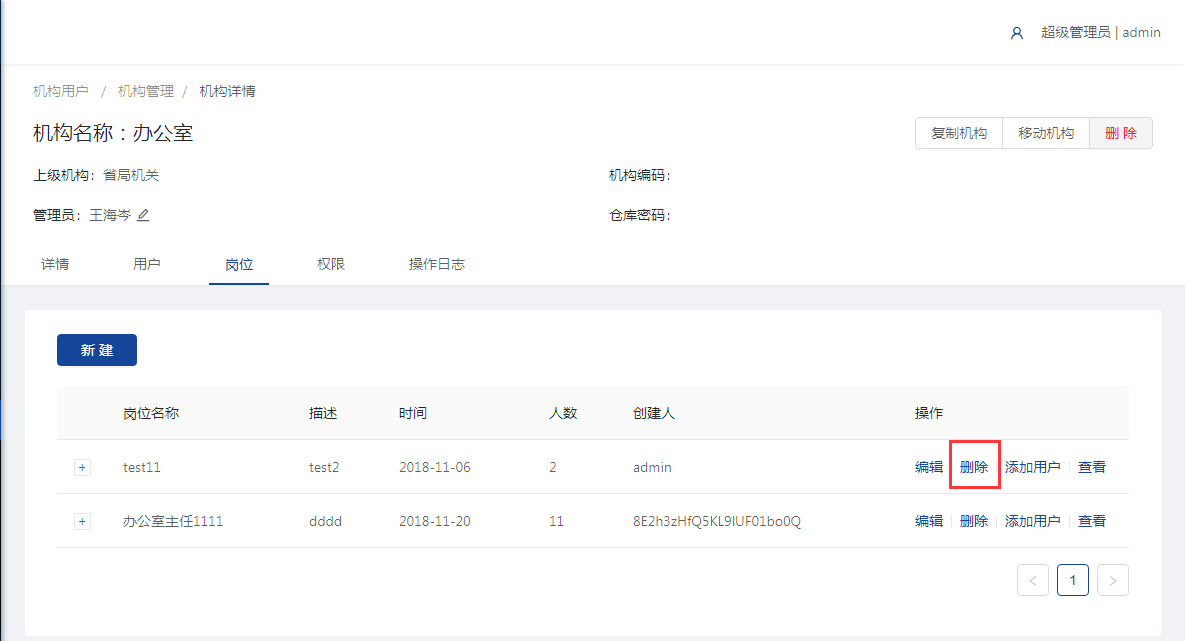 超级管理员 | admin
机构用户 / 机构管理 / 机构详情
机构名称：办公室
复制机构 移动机构 删 除
上级机构：省局机关 机构编码：
管理员：王海岑 仓库密码：
详情 用户 岗位 权限 操作日志
新 建
岗位名称 描述 时间 人数 创建人 操作
+ test11 test2 2018-11-06 2 admin 编辑 删除 添加用户 查看
+ 办公室主任1111 dddd 2018-11-20 11 8E2h3zHfQ5KL9IUF01bo0Q 编辑 删除 添加用户 查看
< 1 >